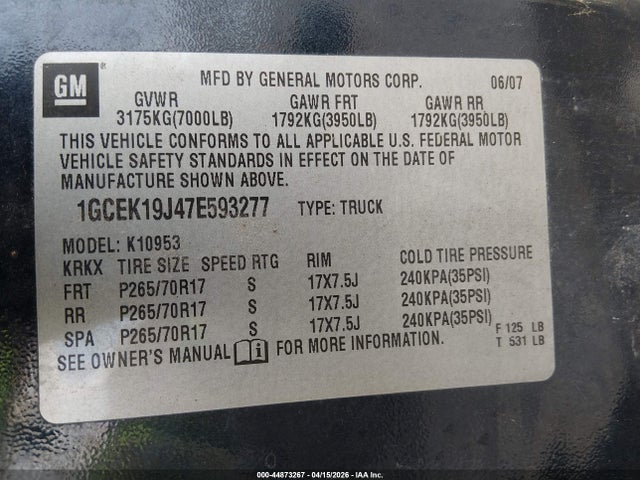 GM
MFD BY GENERAL MOTORS CORP. 06/07
GVWR GAWR FRT GAWR RR
3175KG(7000LB) 1792KG(3950LB) 1792KG(3950LB)
THIS VEHICLE CONFORMS TO ALL APPLICABLE U.S. FEDERAL MOTOR
VEHICLE SAFETY STANDARDS IN EFFECT ON THE DATE OF
MANUFACTURE SHOWN ABOVE.
1GCEK19J47E593277 TYPE: TRUCK
MODEL: K10953
KRKX TIRE SIZE SPEED RTG RIM COLD TIRE PRESSURE
FRT P265/70R17 S 17X7.5J 240KPA(35PSI)
RR P265/70R17 S 17X7.5J 240KPA(35PSI)
SPA P265/70R17 S 17X7.5J 240KPA(35PSI)
F 125 LB
T 531 LB
SEE OWNER'S MANUAL i FOR MORE INFORMATION.
000-44873267 - 04/15/2026 - IAA Inc.